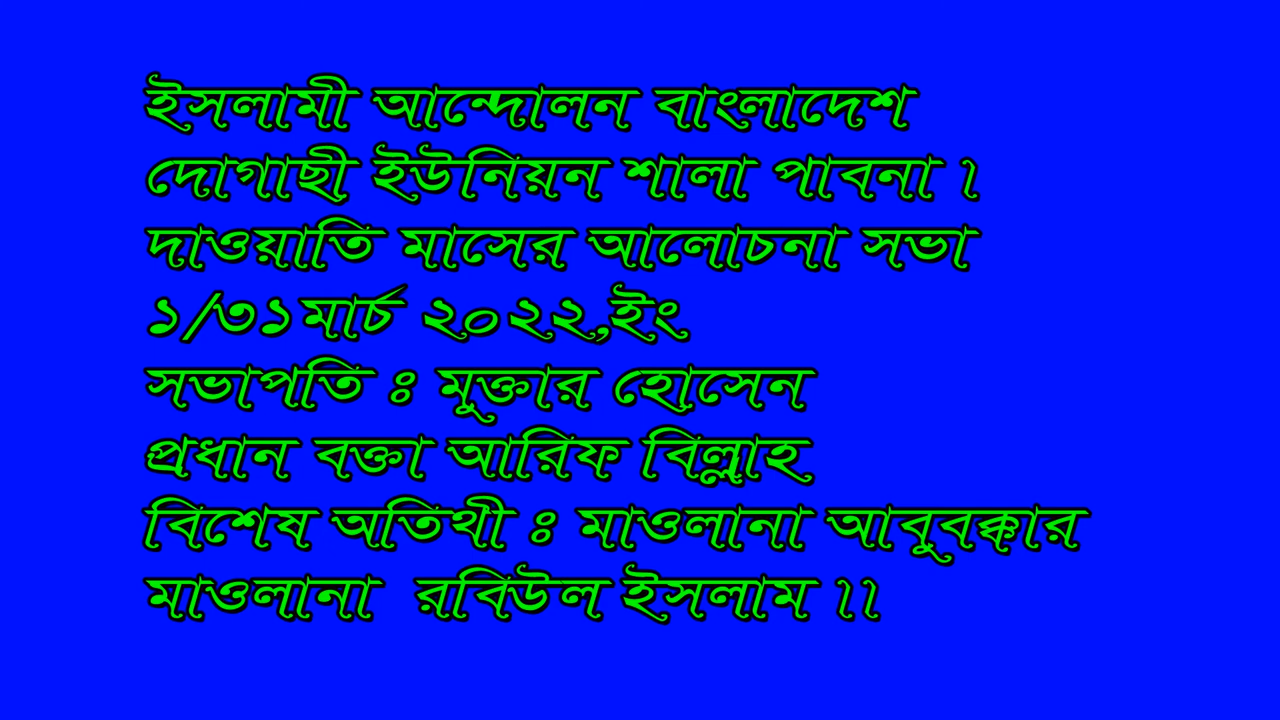 ইসলামী আন্দোলন বাংলাদেশ
দোগাছী ইউনিয়ন শালা পাবনা ।
দাওয়াতি মাসের আলোচনা সভা
১/৩১মার্চ ২০২২,ইং
সভাপতি ঃ মুক্তার হোসেন
প্রধান বক্তা আরিফ বিল্লাহ
বিশেষ অতিথী ঃ মাওলানা আবুবক্কার
মাওলানা রবিউল ইসলাম ।।